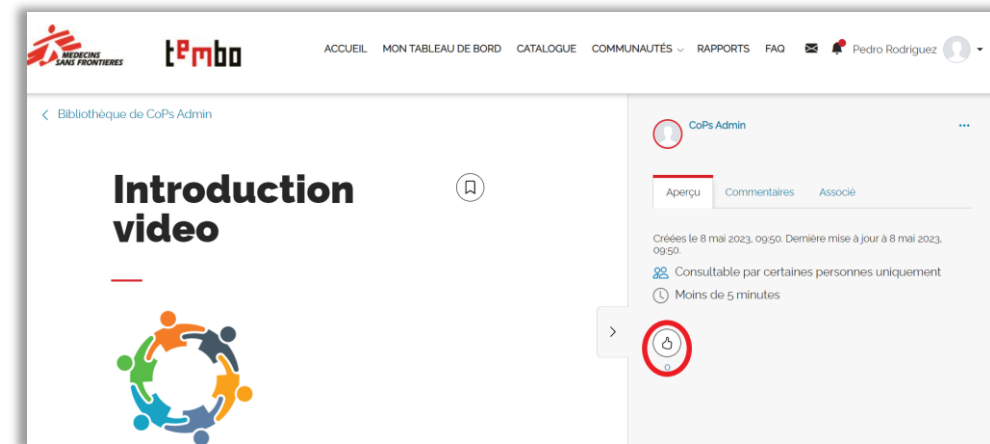 MEDECINS
SANS FRONTIERES
tembo
ACCUEIL MON TABLEAU DE BORD CATALOGUE COMMUNAUTÉS RAPPORTS FAQ Pedro Rodriguez
Bibliothèque de CoPs Admin
Introduction
video
CoPs Admin
Aperçu Commentaires Associé
Créées le 8 mai 2023, 09:50. Dernière mise à jour à 8 mai 2023,
09:50.
Consultable par certaines personnes uniquement
Moins de 5 minutes
0